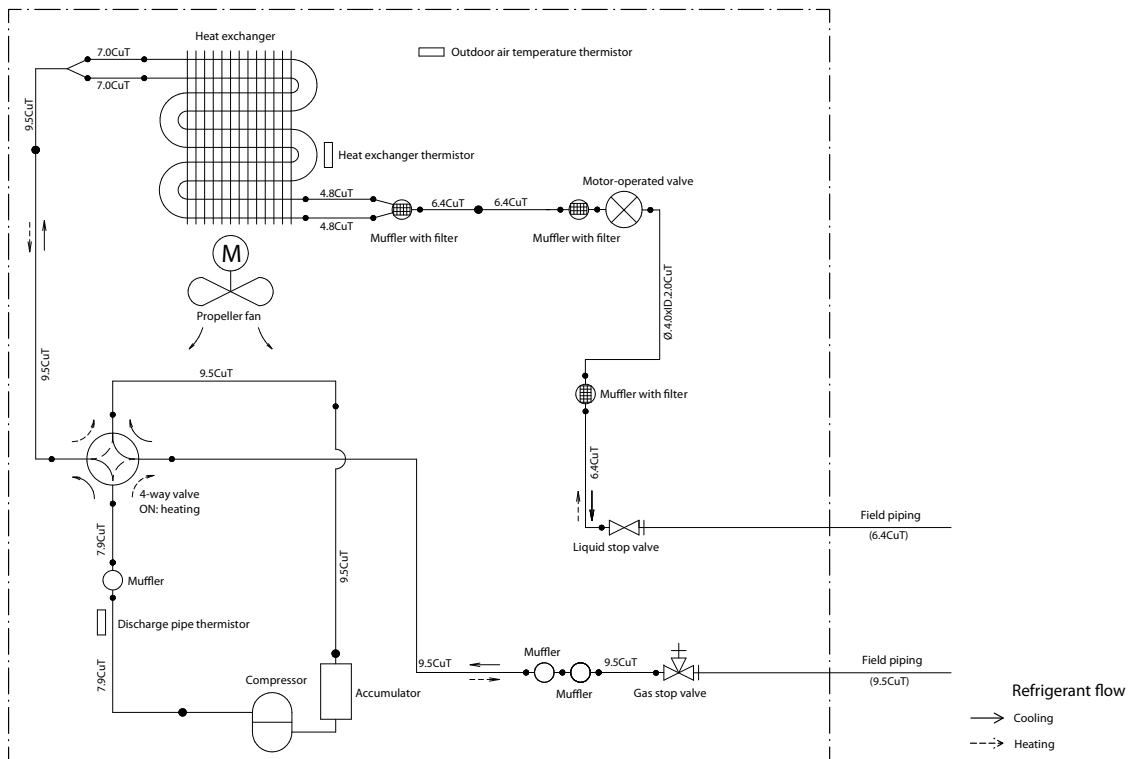 Heat exchanger
Outdoor air temperature thermistor
7.0CuT
7.0CuT
9.5CuT
Heat exchanger thermistor
Motor-operated valve
4.8CuT
4.8CuT
6.4CuT
6.4CuT
Muffler with filter
Muffler with filter
M
Propeller fan
Ø.4.0xID.2.0CuT
9.5CuT
9.5CuT
Muffler with filter
6.4CuT
4-way valve
ON: heating
7.9CuT
Field piping
(6.4CuT)
Liquid stop valve
9.5CuT
Muffler
Discharge pipe thermistor
7.9CuT
Compressor
Accumulator
9.5CuT
Muffler
Muffler
9.5CuT
Gas stop valve
Field piping
(9.5CuT)
Refrigerant flow
Cooling
Heating